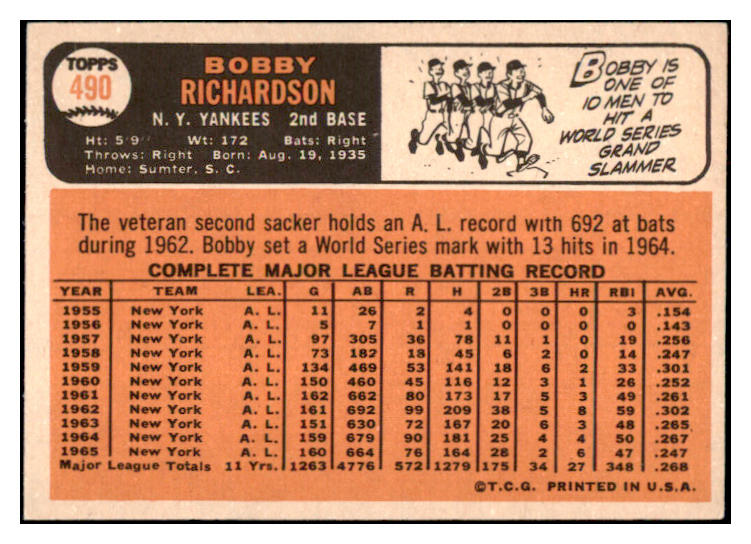 TOPPS
490
BOBBY
RICHARDSON
N. Y. YANKEES 2nd BASE
Ht: 5'9" Wt: 172 Bats: Right
Throws: Right Born: Aug. 19, 1935
Home: Sumter, S. C.
BOBBY IS
ONE OF
10 MEN TO
HIT A
WORLD SERIES
GRAND
SLAMMER
The veteran second sacker holds an A. L. record with 692 at bats
during 1962. Bobby set a World Series mark with 13 hits in 1964.
COMPLETE MAJOR LEAGUE BATTING RECORD
YEAR TEAM LEA. G AB R H 2B 3B HR RBI AVG.
1955 New York A. L. 11 26 2 4 0 0 0 3 .154
1956 New York A. L. 5 7 1 1 0 0 0 0 .143
1957 New York A. L. 97 305 36 78 11 1 0 19 .256
1958 New York A. L. 73 182 18 45 6 2 0 14 .247
1959 New York A. L. 134 469 53 141 18 6 2 33 .301
1960 New York A. L. 150 460 45 116 12 3 1 26 .252
1961 New York A. L. 162 662 80 173 17 5 3 49 .261
1962 New York A. L. 161 692 99 209 38 5 8 59 .302
1963 New York A. L. 151 630 72 167 20 6 3 48 .265
1964 New York A. L. 159 679 90 181 25 4 4 50 .267
1965 New York A. L. 160 664 76 164 28 2 6 47 .247
Major League Totals 11 Yrs. 1263 4776 572 1279 175 34 27 348 .268
©T.C.G. PRINTED IN U.S.A.